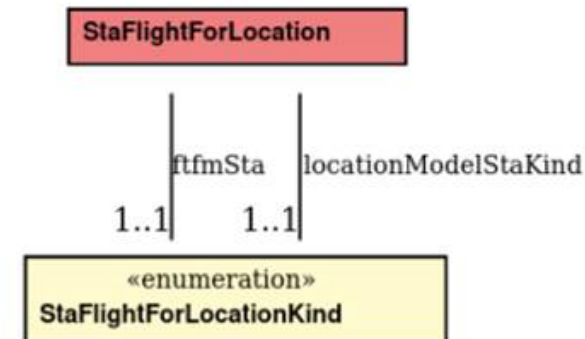 StaFlightForLocation
ftfmSta locationModelStaKind
1..1 1..1
«enumeration»
StaFlightForLocationKind